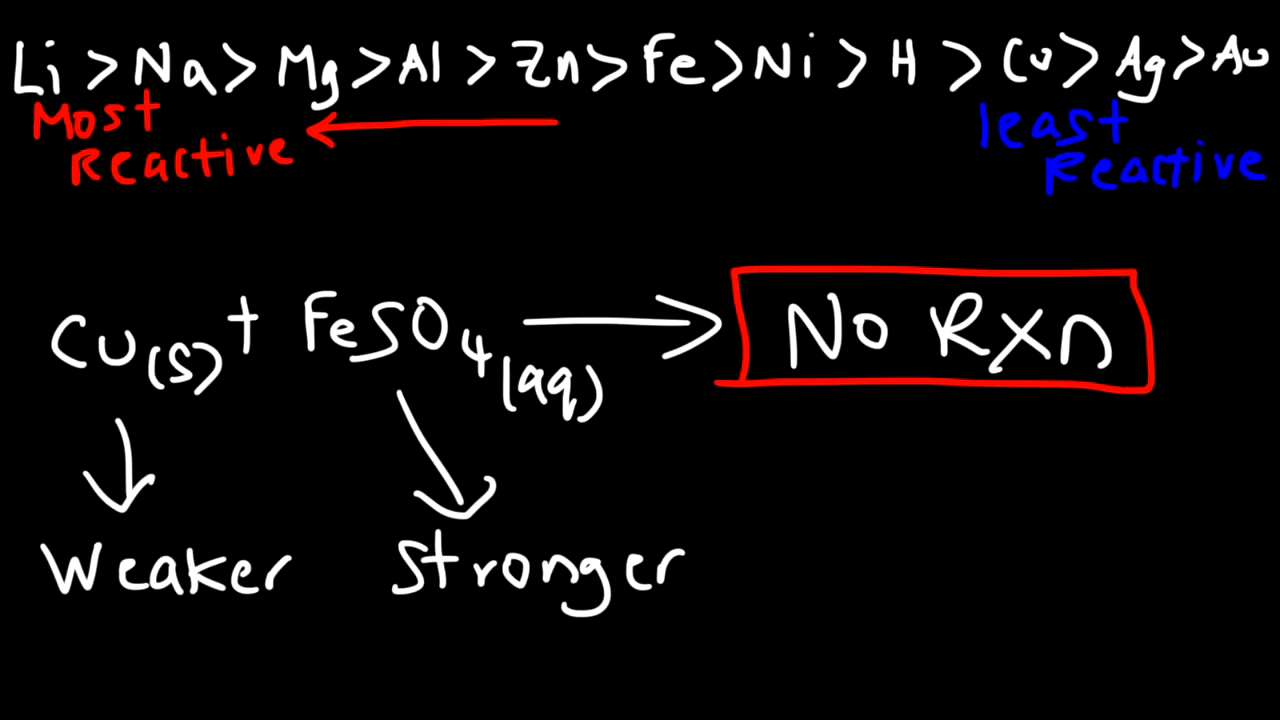 Li > Na > Mg > Al > Zn > Fe > Ni > H > Cu > Ag > Au
Most
Reactive
least
Reactive
Cu(s) + FeSO4(aq) → No Rxn
Weaker
stronger